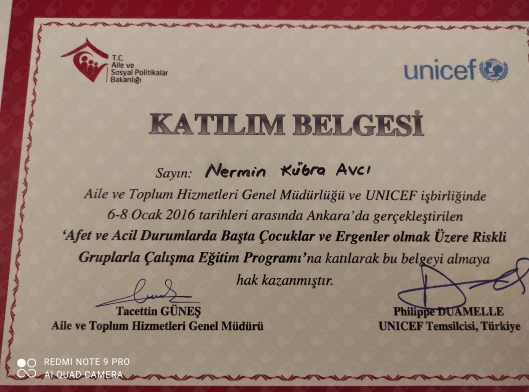 T.C.
Aile ve
Sosyal Politikalar
Bakanlığı
unicef
KATILIM BELGESİ
Sayın: Nermin Kübra AVCI
Aile ve Toplum Hizmetleri Genel Müdürlüğü ve UNICEF işbirliğinde
6-8 Ocak 2016 tarihleri arasında Ankara'da gerçekleştirilen
'Afet ve Acil Durumlarda Başta Çocuklar ve Ergenler olmak Üzere Riskli
Gruplarla Çalışma Eğitim Programı'na katılarak bu belgeyi almaya
hak kazanmıştır.
Tacettin GÜNEŞ
Aile ve Toplum Hizmetleri Genel Müdürü
Philippe DUAMELLE
UNICEF Temsilcisi, Türkiye
REDMI NOTE 9 PRO
AI QUAD CAMERA